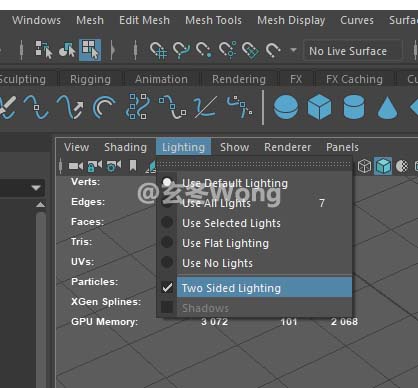 Windows Mesh Edit Mesh Mesh Tools Mesh Display Curves
No Live Surface
Sculpting Rigging Animation Rendering FX FX Caching
View Shading Lighting Show Renderer Panels
Verts:
Use Default Lighting
@玄冬Wong
Edges:
Use All Lights 7
Faces:
Use Selected Lights
Tris:
Use Flat Lighting
UVs:
Use No Lights
Particles:
Two Sided Lighting
XGen Splines:
Shadows
GPU Memory: 3 072 101 2 068